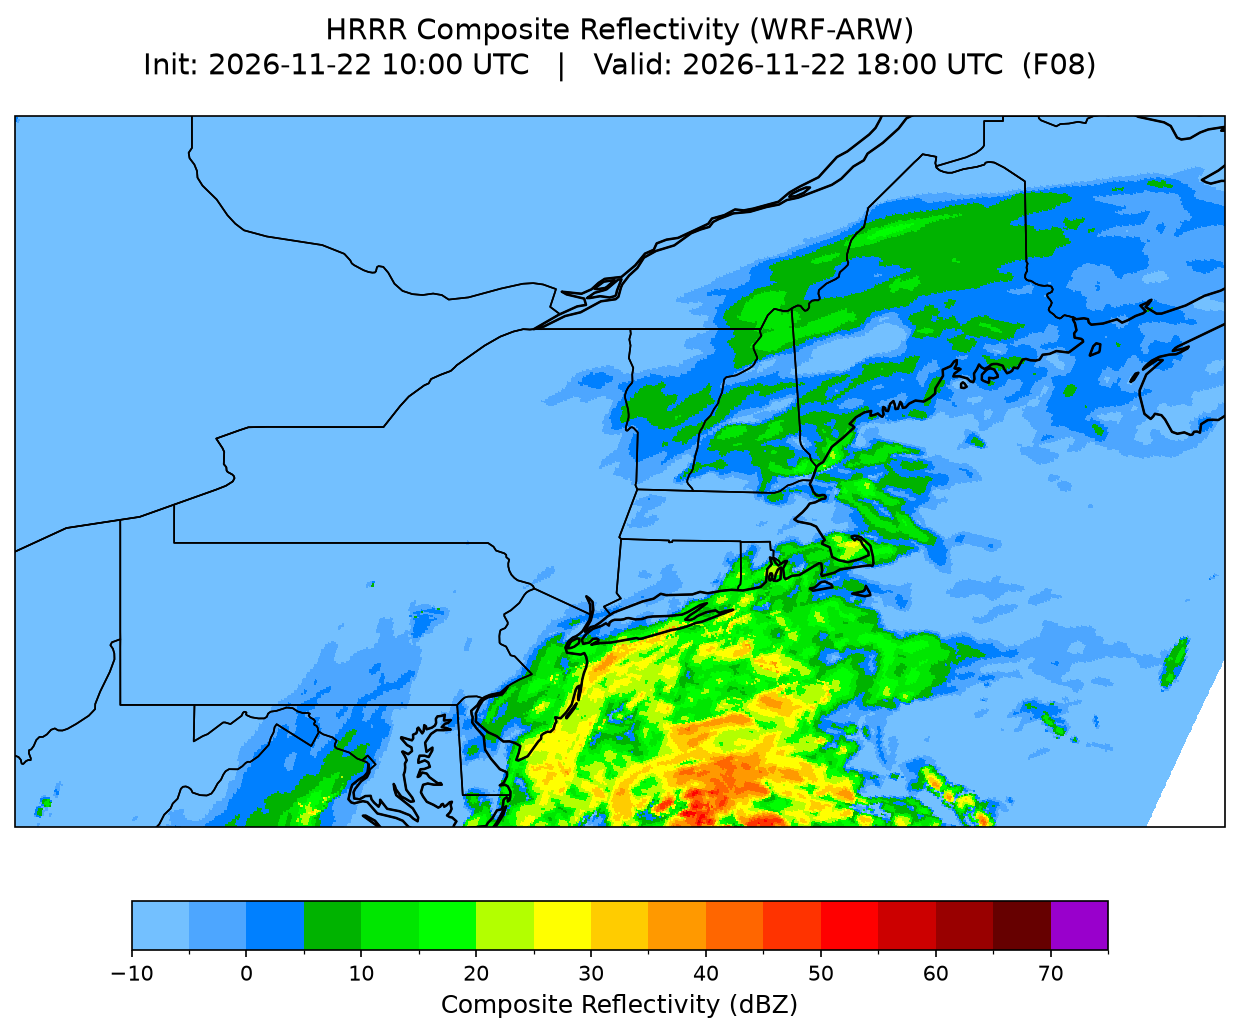 HRRR Composite Reflectivity (WRF-ARW)
Init: 2026-11-22 10:00 UTC   |   Valid: 2026-11-22 18:00 UTC  (F08)
−10 0 10 20 30 40 50 60 70
Composite Reflectivity (dBZ)